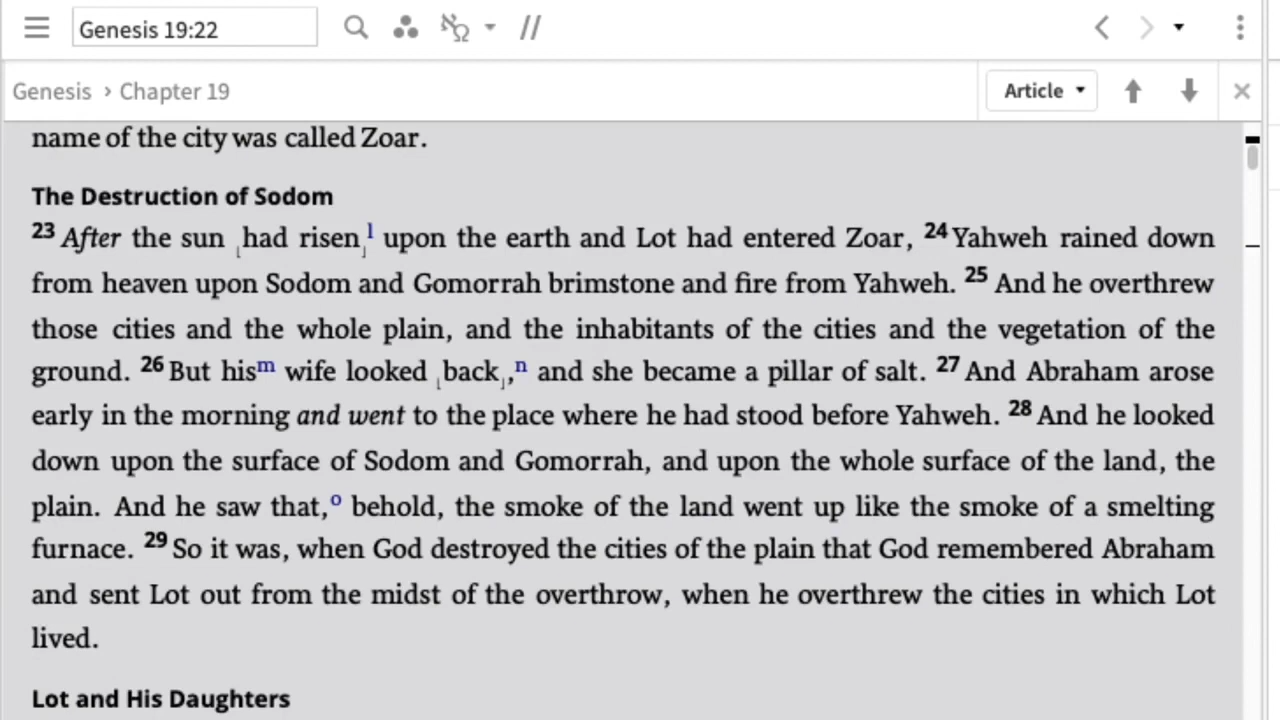 Genesis 19:22
//
Genesis › Chapter 19
Article
name of the city was called Zoar.
The Destruction of Sodom
23 After the sun ⌞had risen⌟l upon the earth and Lot had entered Zoar, 24 Yahweh rained down
from heaven upon Sodom and Gomorrah brimstone and fire from Yahweh. 25 And he overthrew
those cities and the whole plain, and the inhabitants of the cities and the vegetation of the
ground. 26 But hism wife looked ⌞back⌟,n and she became a pillar of salt. 27 And Abraham arose
early in the morning and went to the place where he had stood before Yahweh. 28 And he looked
down upon the surface of Sodom and Gomorrah, and upon the whole surface of the land, the
plain. And he saw that,o behold, the smoke of the land went up like the smoke of a smelting
furnace. 29 So it was, when God destroyed the cities of the plain that God remembered Abraham
and sent Lot out from the midst of the overthrow, when he overthrew the cities in which Lot
lived.
Lot and His Daughters